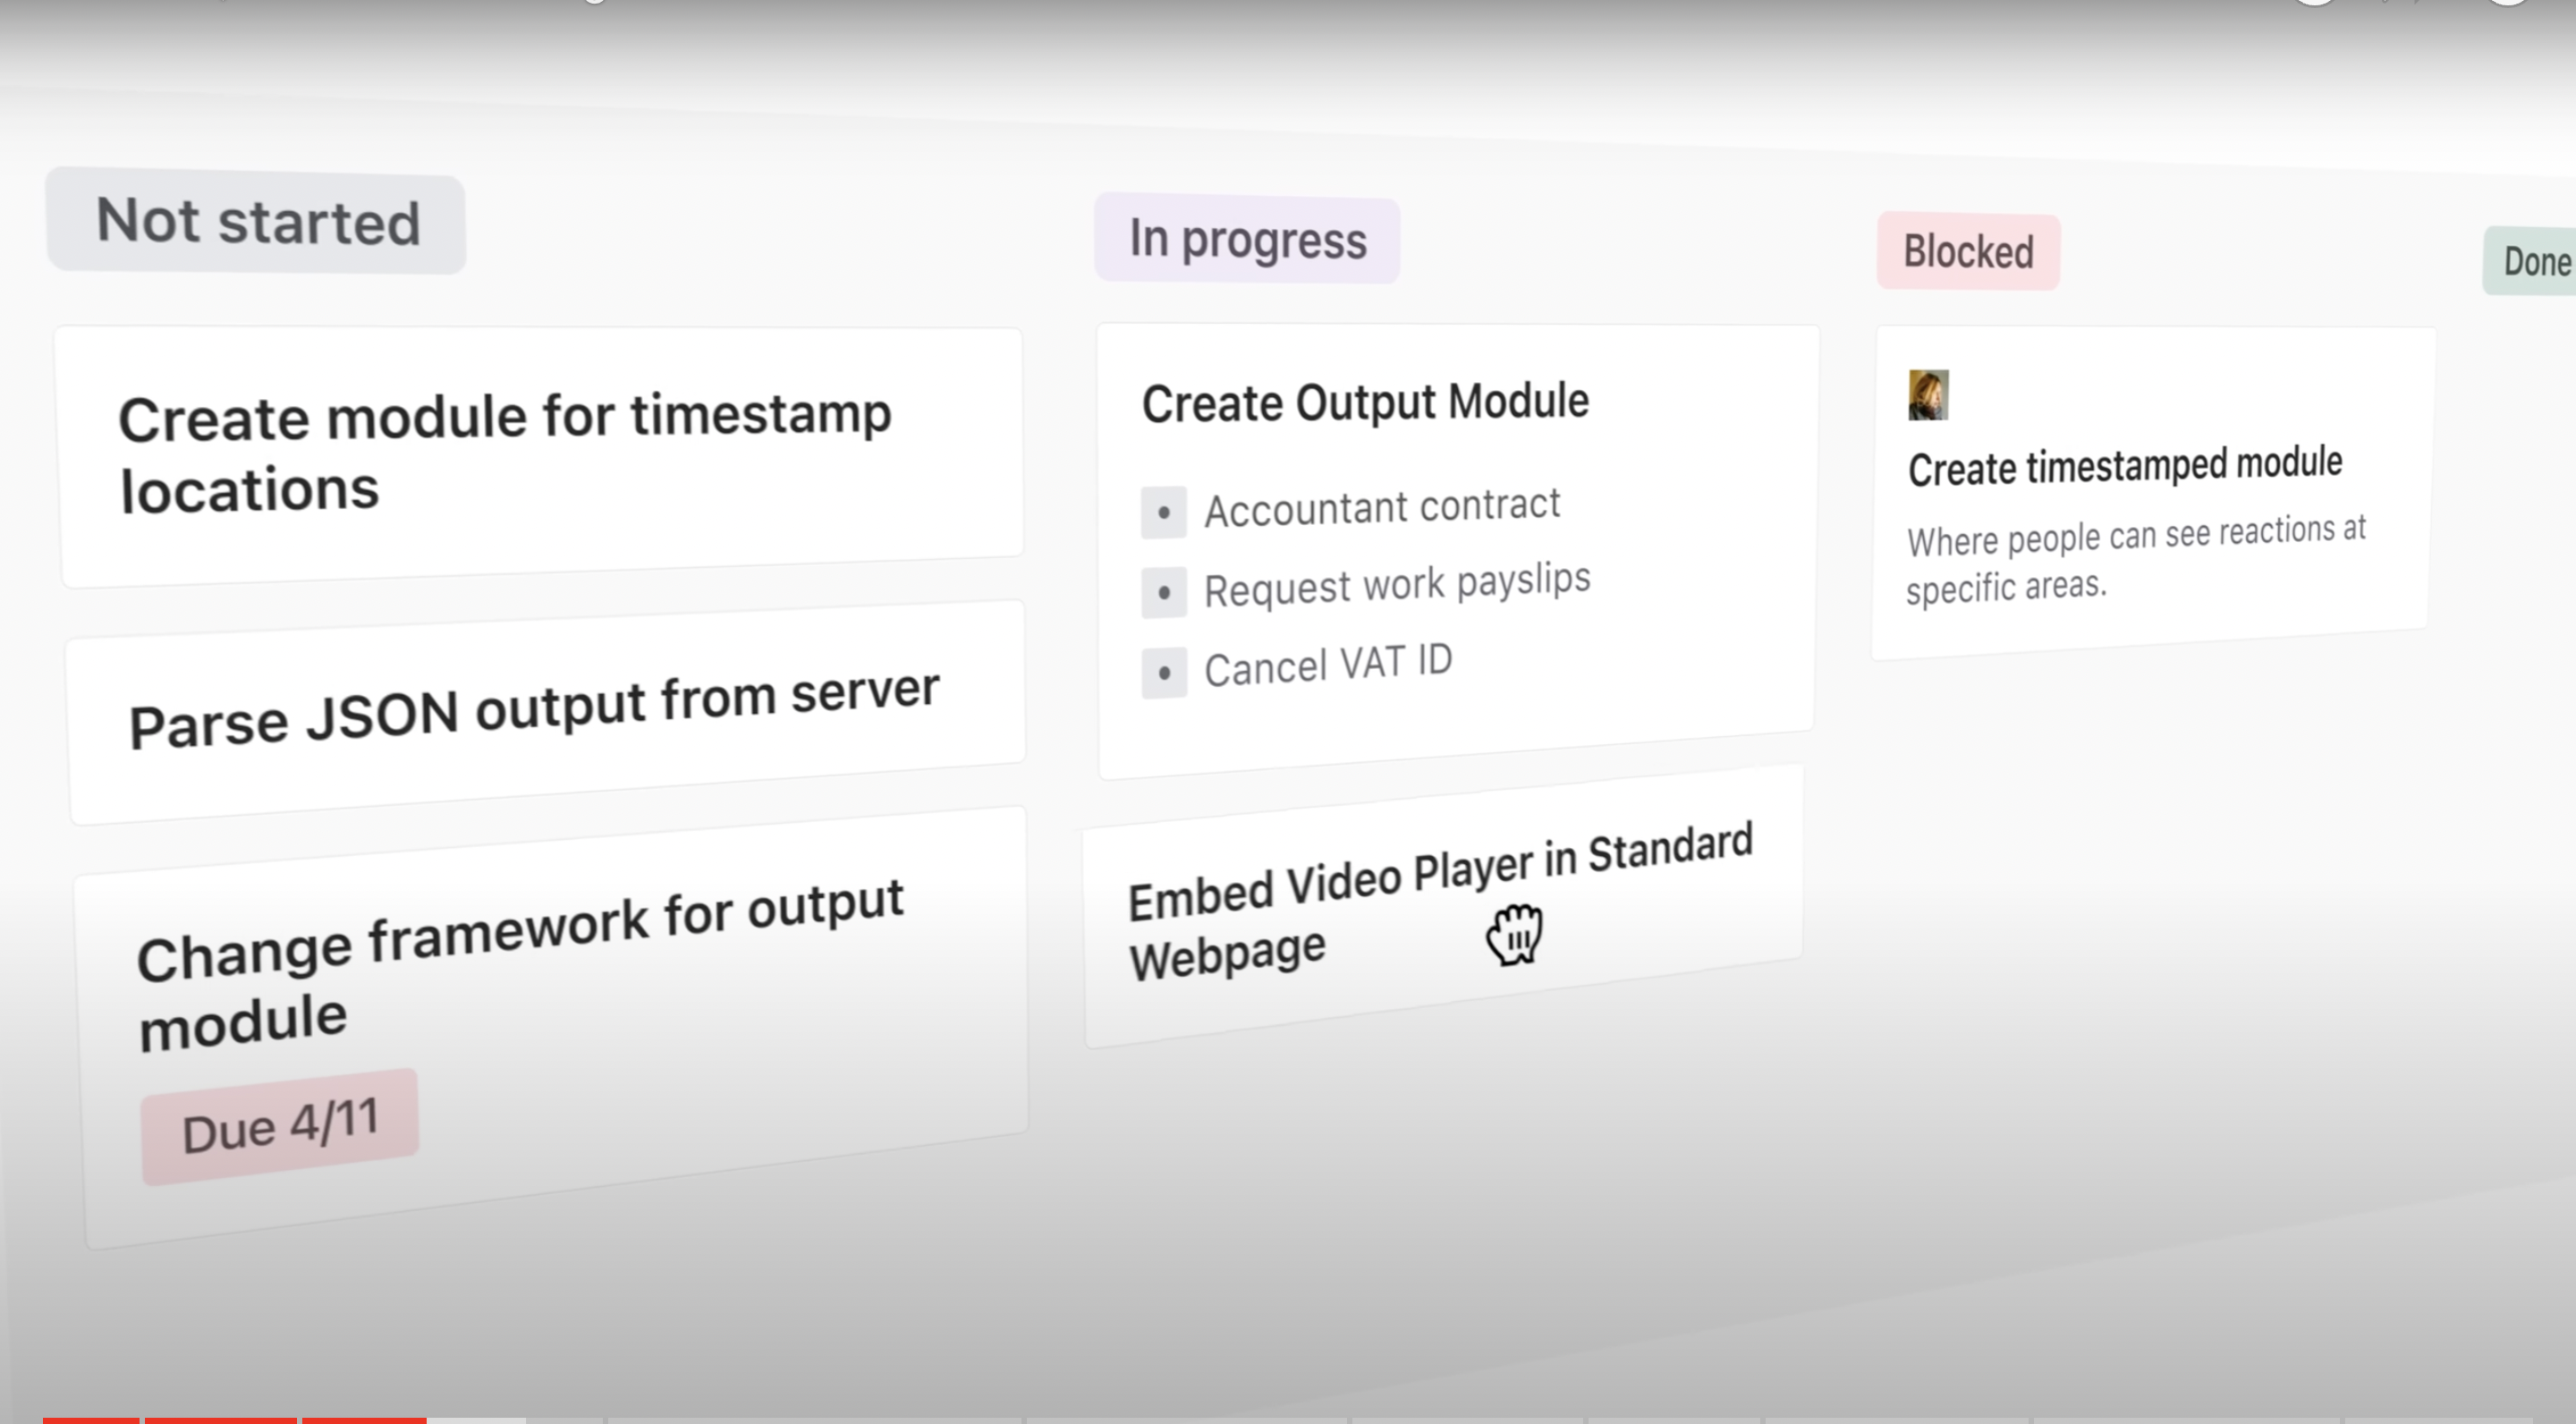 Not started
Create module for timestamp
locations
Parse JSON output from server
Change framework for output
module
Due 4/11
In progress
Create Output Module
• Accountant contract
• Request work payslips
• Cancel VAT ID
Embed Video Player in Standard
Webpage
Blocked
Create timestamped module
Where people can see reactions at
specific areas.
Done